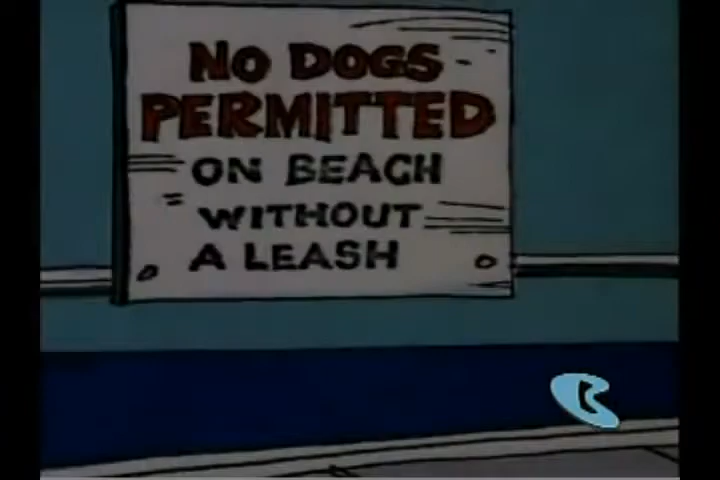 NO DOGS -
PERMITTED
ON BEACH
WITHOUT
A LEASH
B